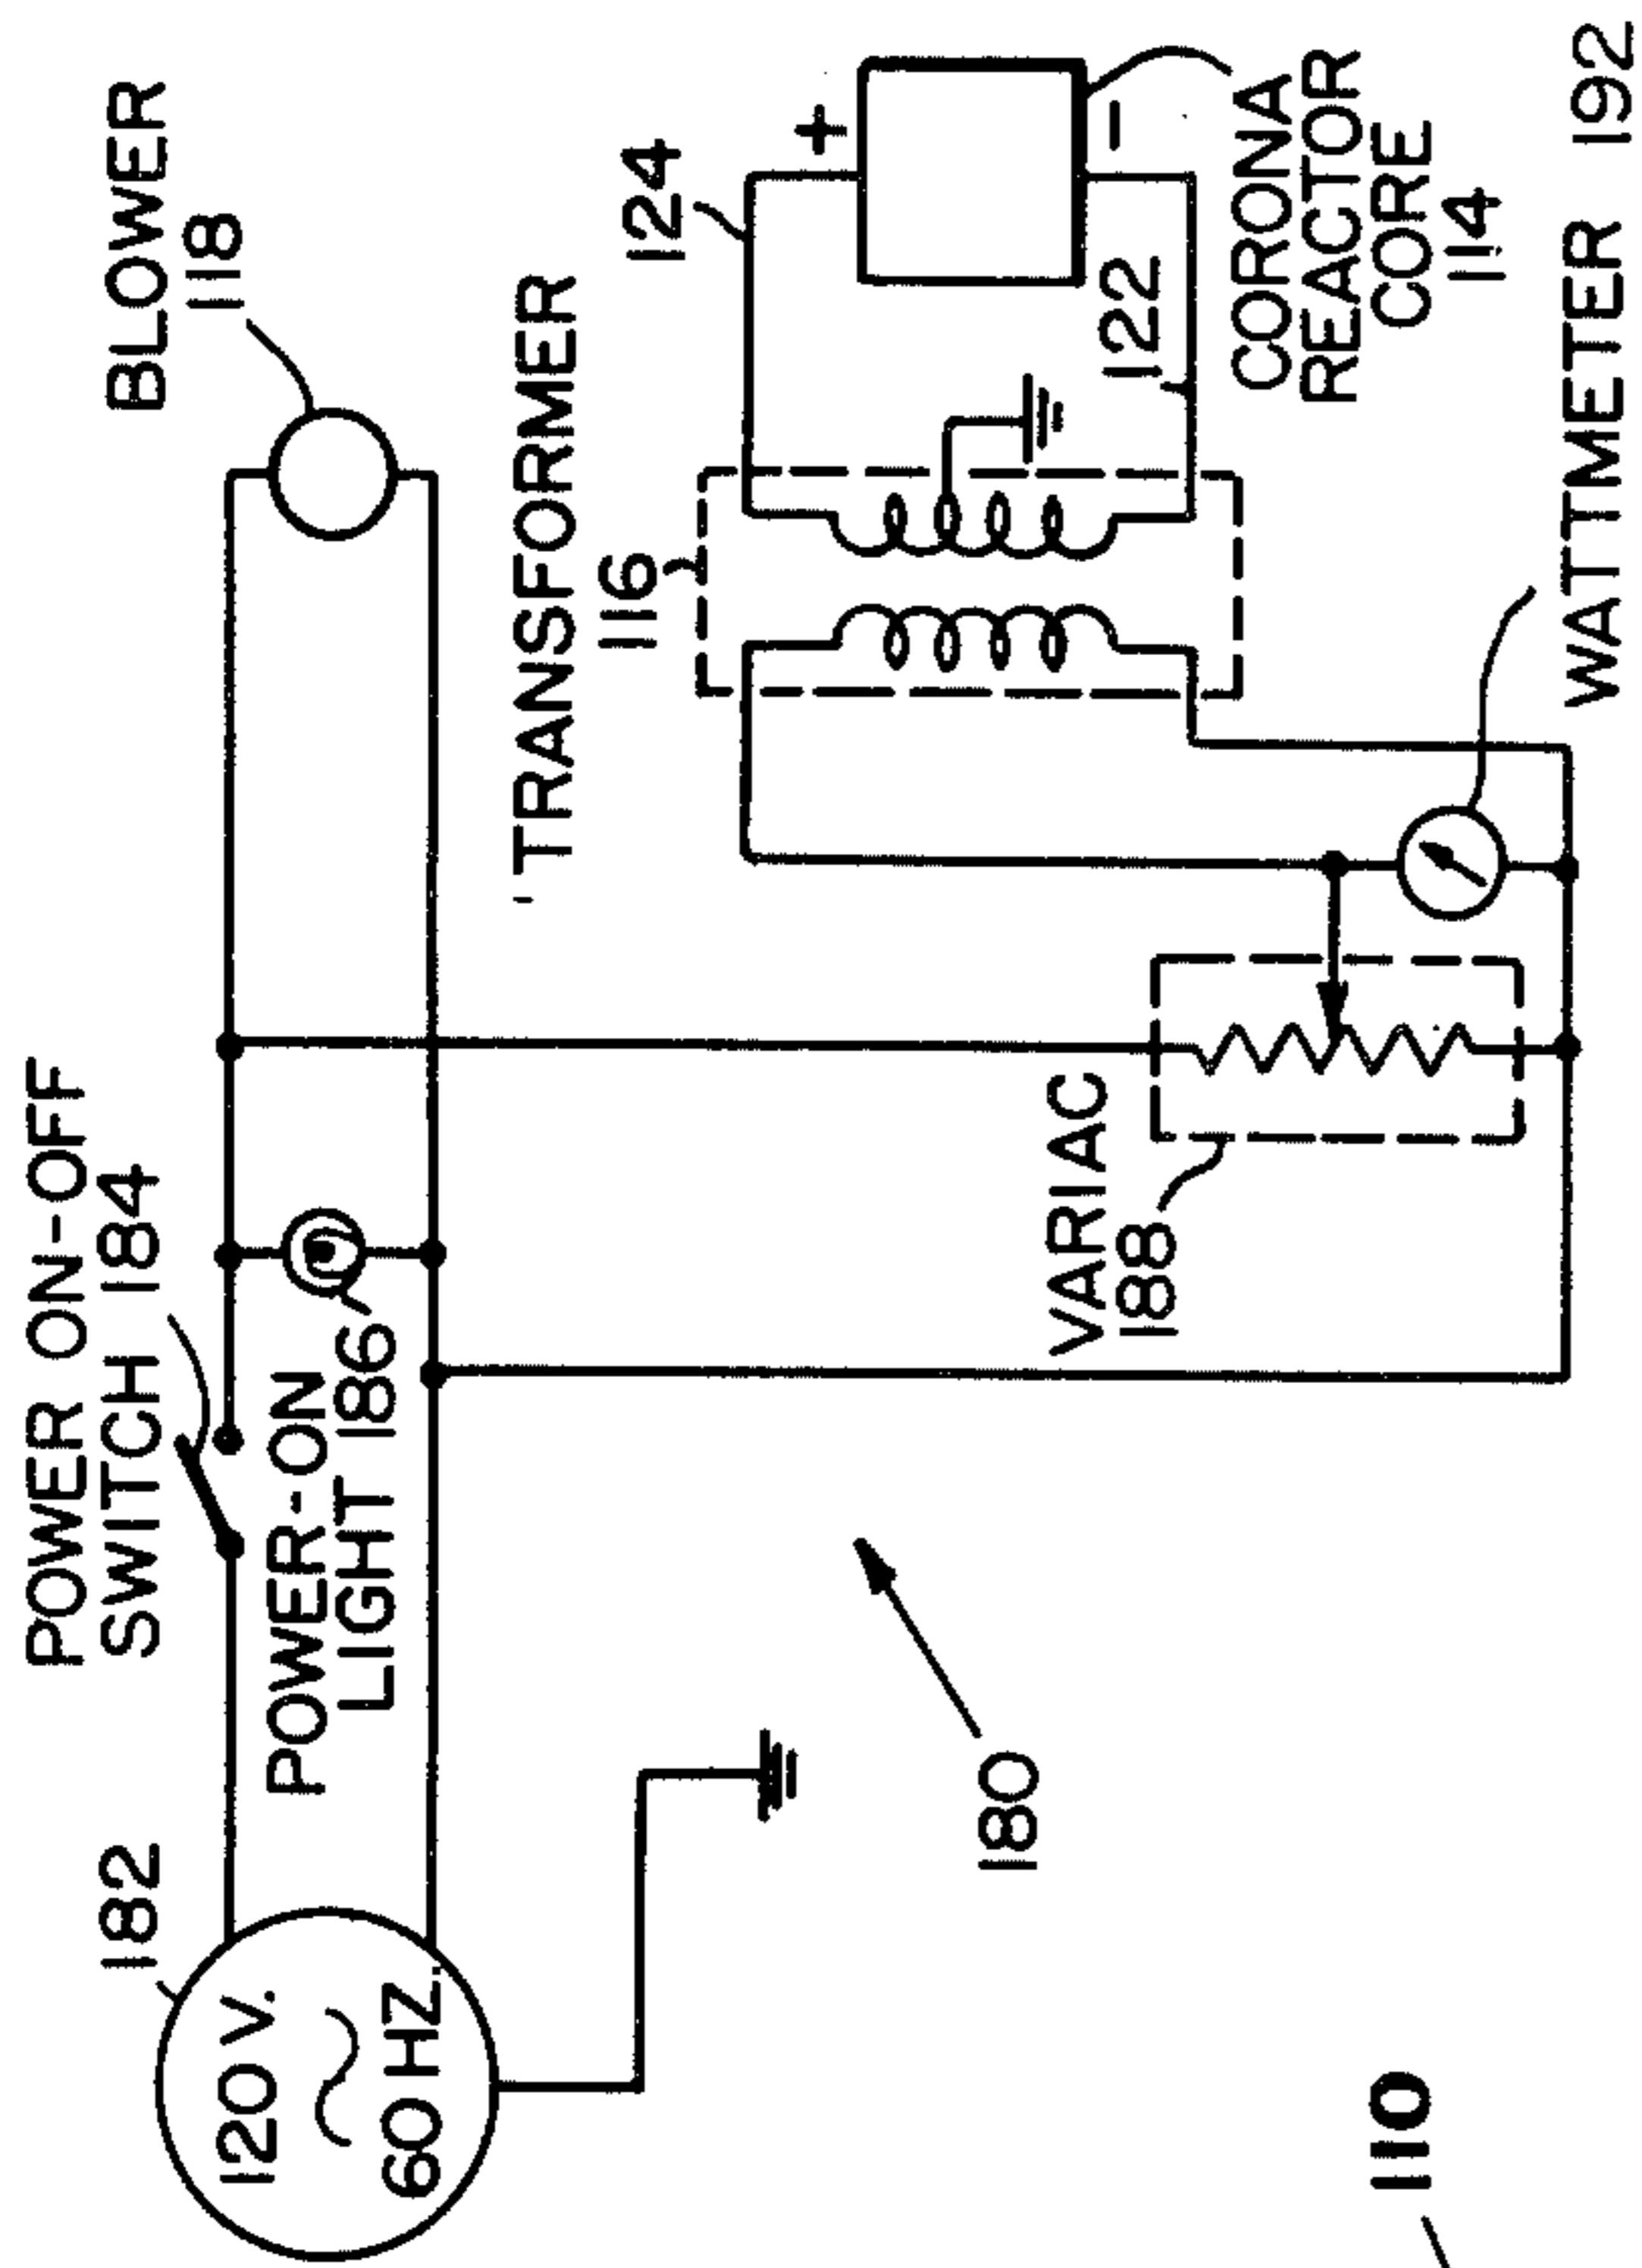 POWER ON-OFF
SWITCH 184
BLOWER
118
182
120 V.
60 HZ.
POWER-ON
LIGHT 186
TRANSFORMER
116
124
+
−
122
180
VARIAC
188
CORONA
REACTOR
CORE
114
110
WATTMETER 192